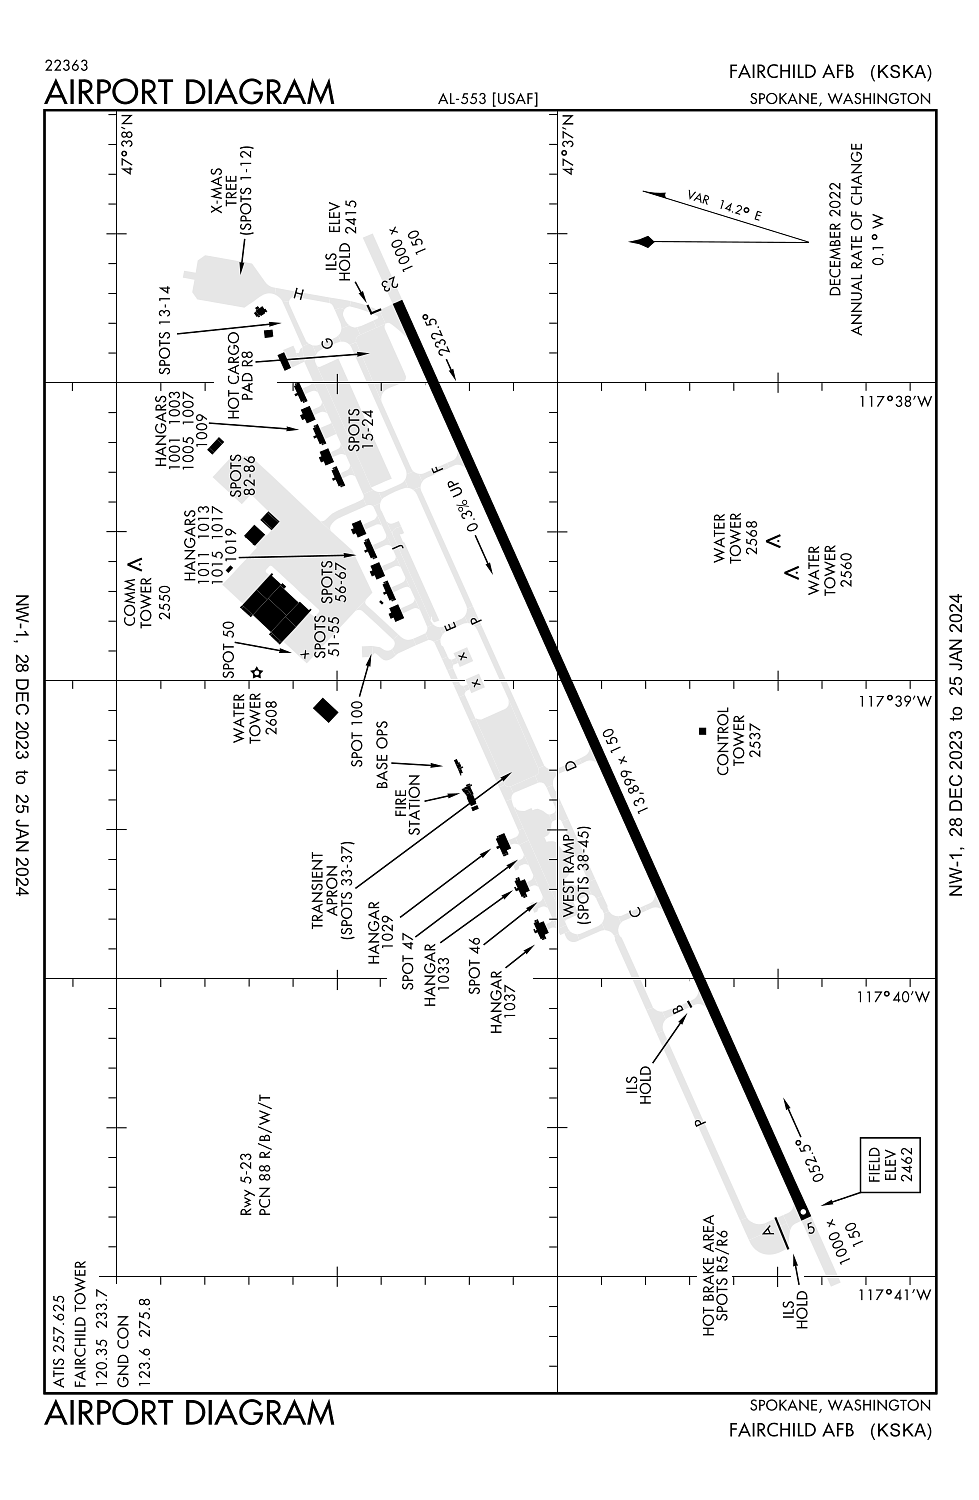 22363
AIRPORT DIAGRAM
AL-553 [USAF]
FAIRCHILD AFB (KSKA)
SPOKANE, WASHINGTON
47°38'N
47°37'N
X-MAS
TREE
(SPOTS 1-12)
ILS
HOLD
ELEV
2415
1000 x
150
23
VAR 14.2° E
DECEMBER 2022
ANNUAL RATE OF CHANGE
0.1° W
H
SPOTS 13-14
G
232.5°
HOT CARGO
PAD R8
117°38'W
HANGARS
1001 1003
1005 1007
1009
SPOTS
15-24
SPOTS
82-86
F
0.3% UP
HANGARS
1011 1013
1015 1017
1019
J
WATER
TOWER
2568
WATER
TOWER
2560
COMM
TOWER
2550
SPOTS
56-67
SPOTS
51-55
SPOT 50
E
P
X
X
117°39'W
WATER
TOWER
2608
SPOT 100
BASE OPS
FIRE
STATION
D
13,899 x 150
CONTROL
TOWER
2537
TRANSIENT
APRON
(SPOTS 33-37)
WEST RAMP
(SPOTS 38-45)
HANGAR
1029
SPOT 47
HANGAR
1033
SPOT 46
HANGAR
1037
C
117°40'W
B
ILS
HOLD
P
Rwy 5-23
PCN 88 R/B/W/T
052.5°
FIELD
ELEV
2462
A
5
1000 x
150
HOT BRAKE AREA
SPOTS R5/R6
ILS
HOLD
117°41'W
ATIS 257.625
FAIRCHILD TOWER
120.35 233.7
GND CON
123.6 275.8
AIRPORT DIAGRAM
SPOKANE, WASHINGTON
FAIRCHILD AFB (KSKA)
NW-1, 28 DEC 2023 to 25 JAN 2024
NW-1, 28 DEC 2023 to 25 JAN 2024